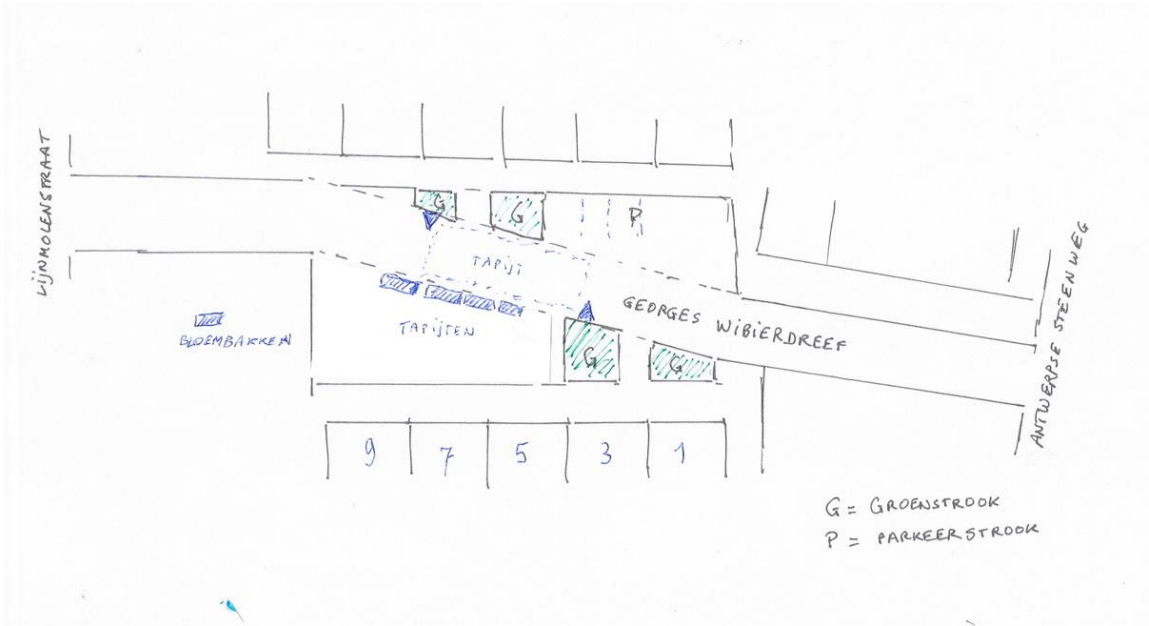 LIJNMOLENSTRAAT
G
G
P
TAPIJT
GEORGES WIBIERDREEF
TAPIJTEN
BLOEMBAKKEN
G
G
ANTWERPSE STEENWEG
9 7 5 3 1
G = GROENSTROOK
P = PARKEERSTROOK